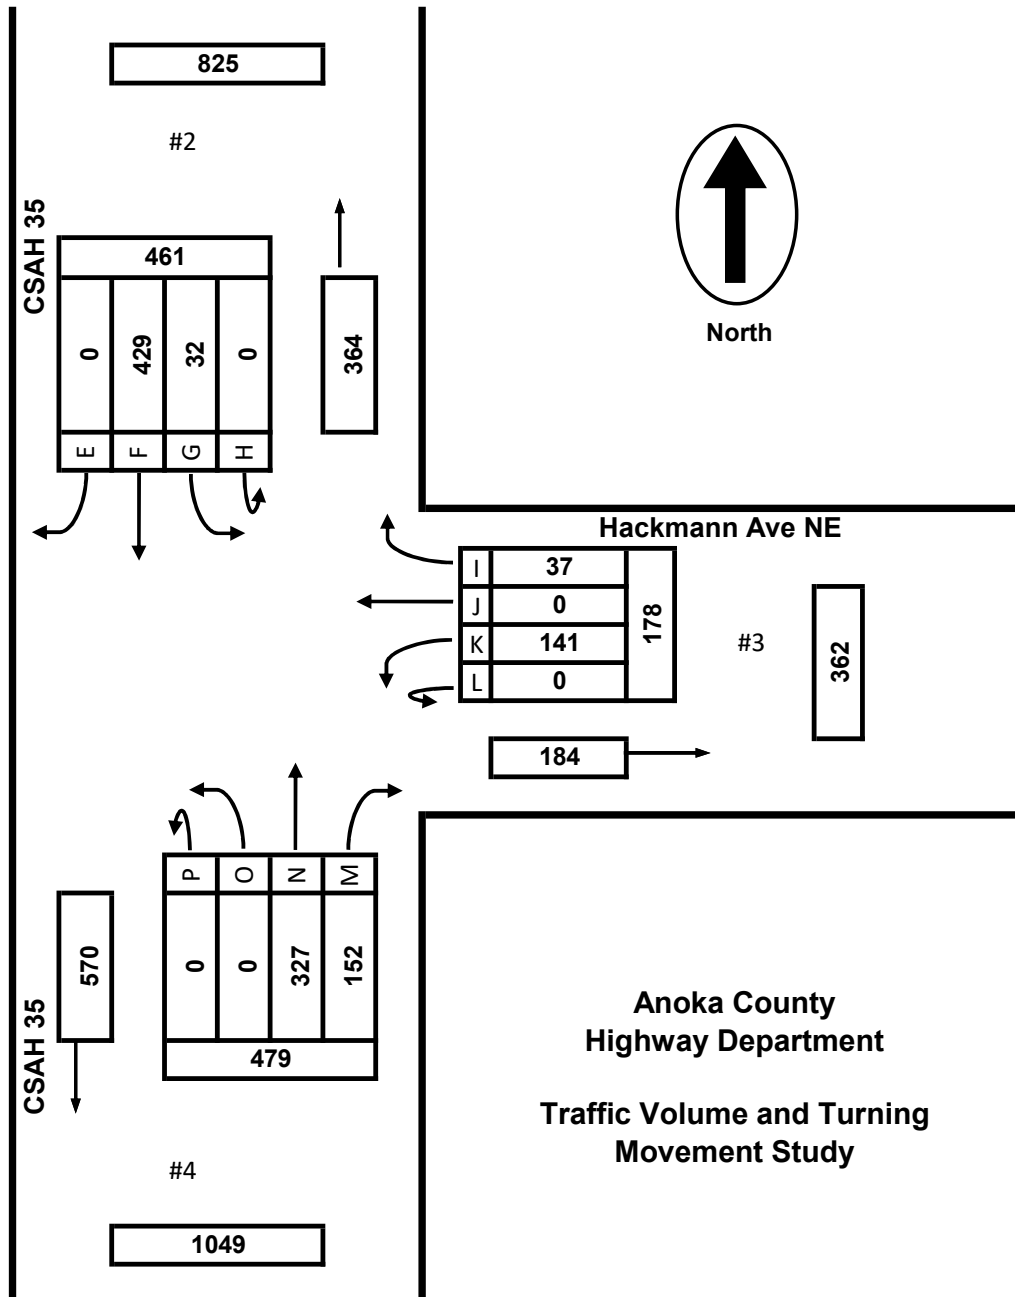 825
#2
CSAH 35
461
0
429
32
0
E
F
G
H
364
North
Hackmann Ave NE
I 37
J 0
K 141
L 0
178
#3
362
184
P
O
N
M
0
0
327
152
479
570
CSAH 35
#4
1049
Anoka County
Highway Department
Traffic Volume and Turning
Movement Study